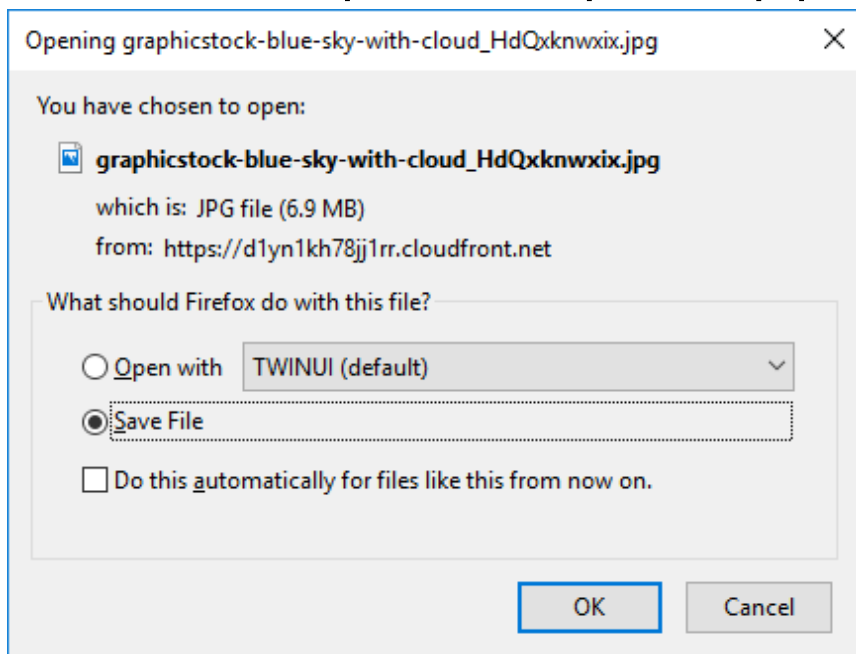 Opening graphicstock-blue-sky-with-cloud_HdQxknwxix.jpg
You have chosen to open:
graphicstock-blue-sky-with-cloud_HdQxknwxix.jpg
which is: JPG file (6.9 MB)
from: https://d1yn1kh78jj1rr.cloudfront.net
What should Firefox do with this file?
Open with TWINUI (default)
Save File
Do this automatically for files like this from now on.
OK Cancel